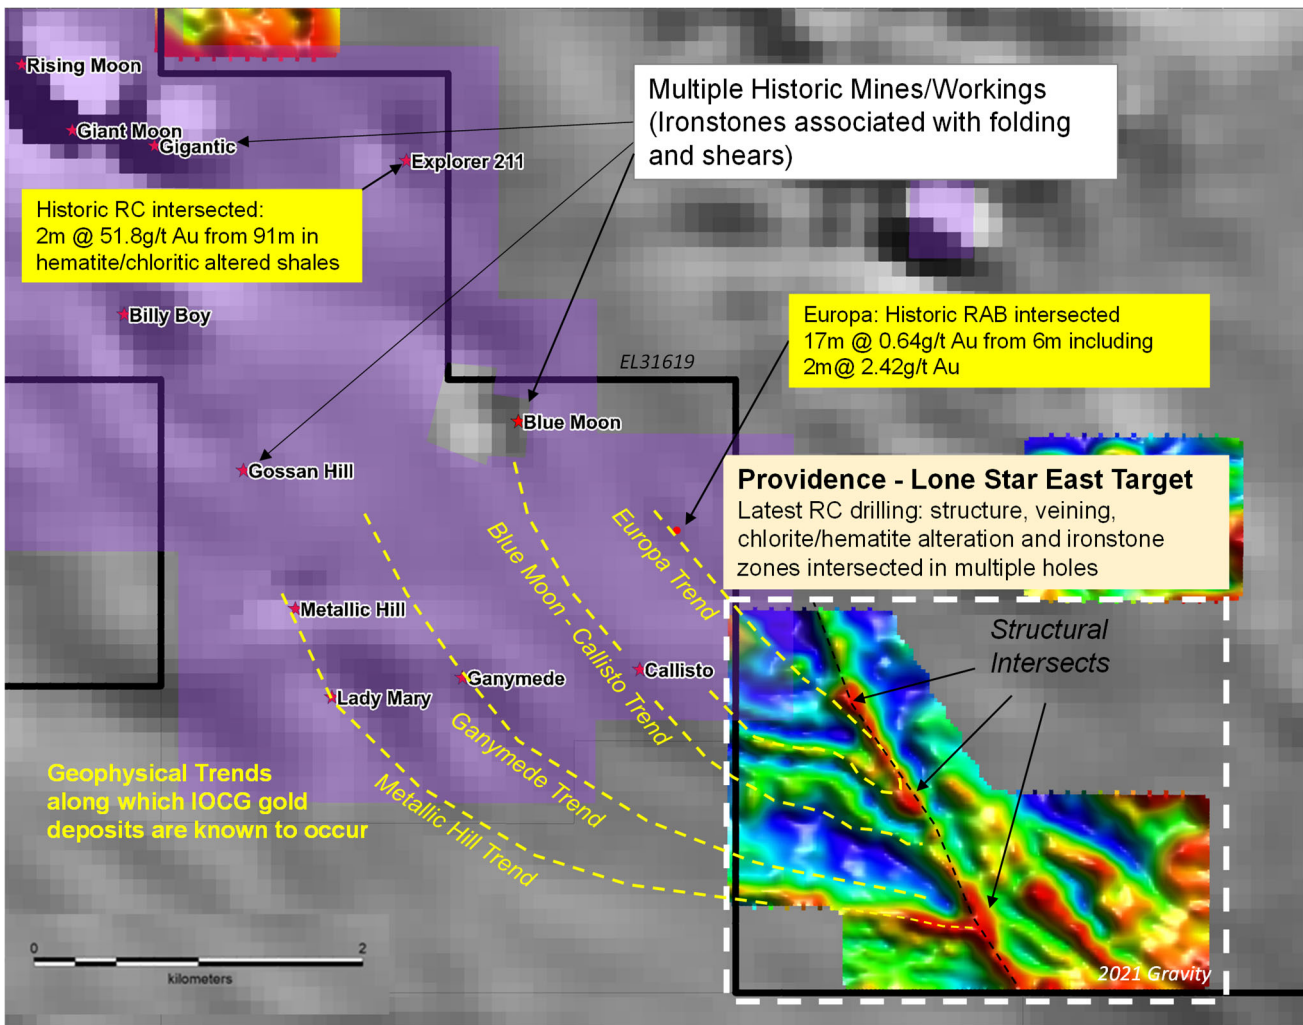 Rising Moon
Giant Moon
Gigantic
Explorer 211
Multiple Historic Mines/Workings
(Ironstones associated with folding
and shears)
Historic RC intersected:
2m @ 51.8g/t Au from 91m in
hematite/chloritic altered shales
Billy Boy
Europa: Historic RAB intersected
17m @ 0.64g/t Au from 6m including
2m@ 2.42g/t Au
EL31619
Blue Moon
Gossan Hill
Providence - Lone Star East Target
Latest RC drilling: structure, veining,
chlorite/hematite alteration and ironstone
zones intersected in multiple holes
Europa Trend
Blue Moon - Callisto Trend
Metallic Hill
Structural
Intersects
Callisto
Ganymede
Lady Mary
Ganymede Trend
Metallic Hill Trend
Geophysical Trends
along which IOCG gold
deposits are known to occur
0 2
kilometers
2021 Gravity